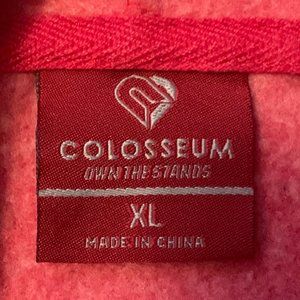 COLOSSEUM
OWN THE STANDS
XL
MADE IN CHINA